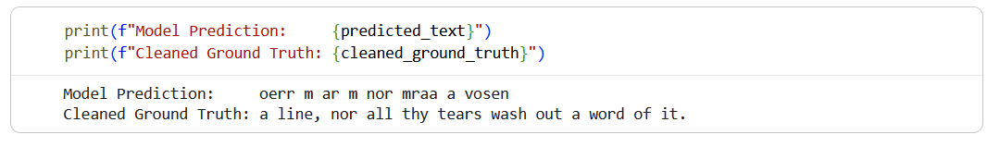 print(f"Model Prediction:     {predicted_text}")
print(f"Cleaned Ground Truth: {cleaned_ground_truth}")
Model Prediction:     oerr m ar m nor mraa a vosen
Cleaned Ground Truth: a line, nor all thy tears wash out a word of it.